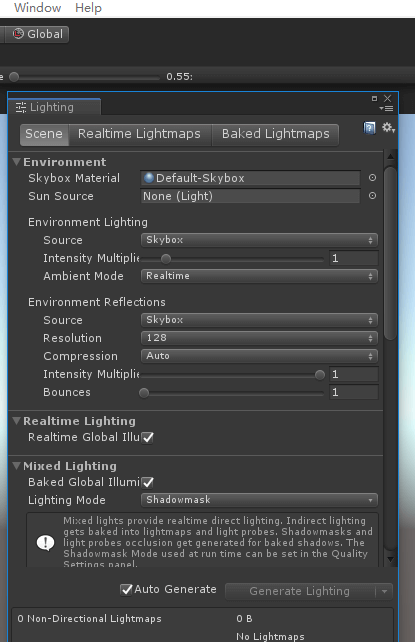 Window Help
Global
0.55:
Lighting
Scene Realtime Lightmaps Baked Lightmaps
Environment
Skybox Material Default-Skybox
Sun Source None (Light)
Environment Lighting
Source Skybox
Intensity Multiplie 1
Ambient Mode Realtime
Environment Reflections
Source Skybox
Resolution 128
Compression Auto
Intensity Multiplie 1
Bounces 1
Realtime Lighting
Realtime Global Illu
Mixed Lighting
Baked Global Illumi
Lighting Mode Shadowmask
Mixed lights provide realtime direct lighting. Indirect lighting
gets baked into lightmaps and light probes. Shadowmasks and
light probes occlusion get generated for baked shadows. The
Shadowmask Mode used at run time can be set in the Quality
Settings panel.
Auto Generate Generate Lighting
0 Non-Directional Lightmaps 0 B
No Lightmaps